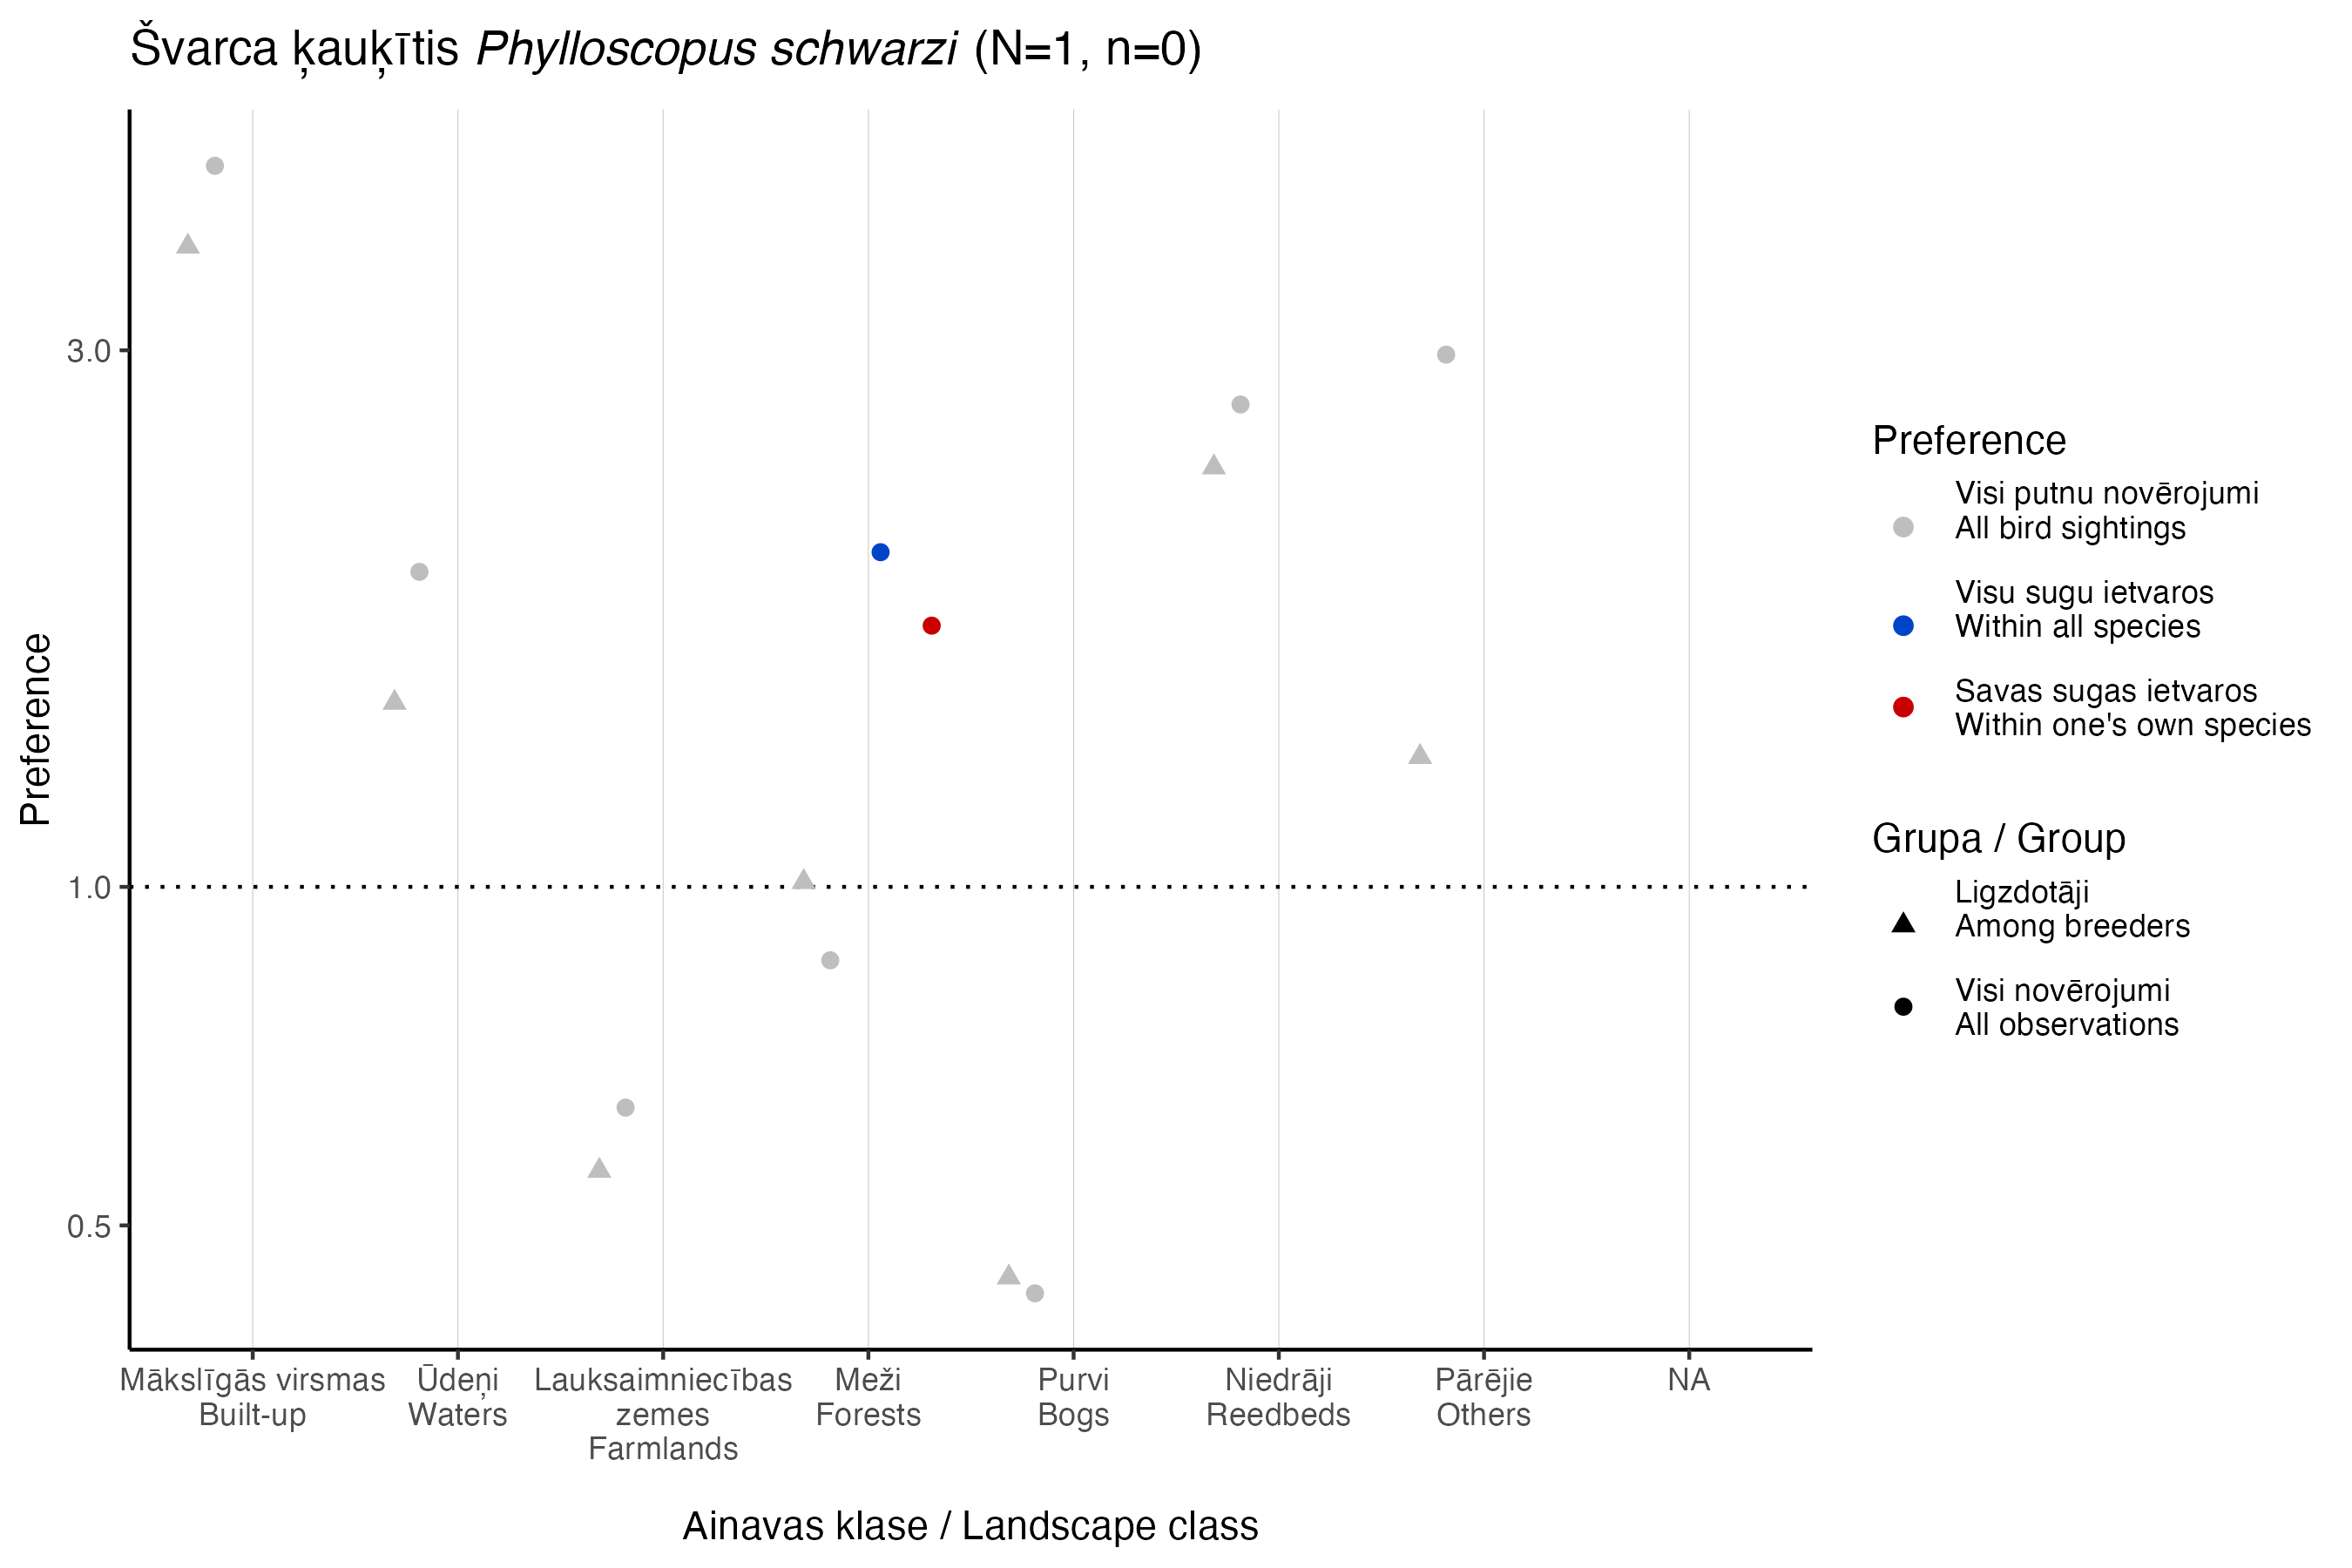 Švarca ķauķītis Phylloscopus schwarzi (N=1, n=0)
Preference
3.0
1.0
0.5
Mākslīgās virsmas
Built-up
Ūdeņi
Waters
Lauksaimniecības
zemes
Farmlands
Meži
Forests
Purvi
Bogs
Niedrāji
Reedbeds
Pārējie
Others
NA
Ainavas klase / Landscape class
Preference
Visi putnu novērojumi
All bird sightings
Visu sugu ietvaros
Within all species
Savas sugas ietvaros
Within one's own species
Grupa / Group
Ligzdotāji
Among breeders
Visi novērojumi
All observations